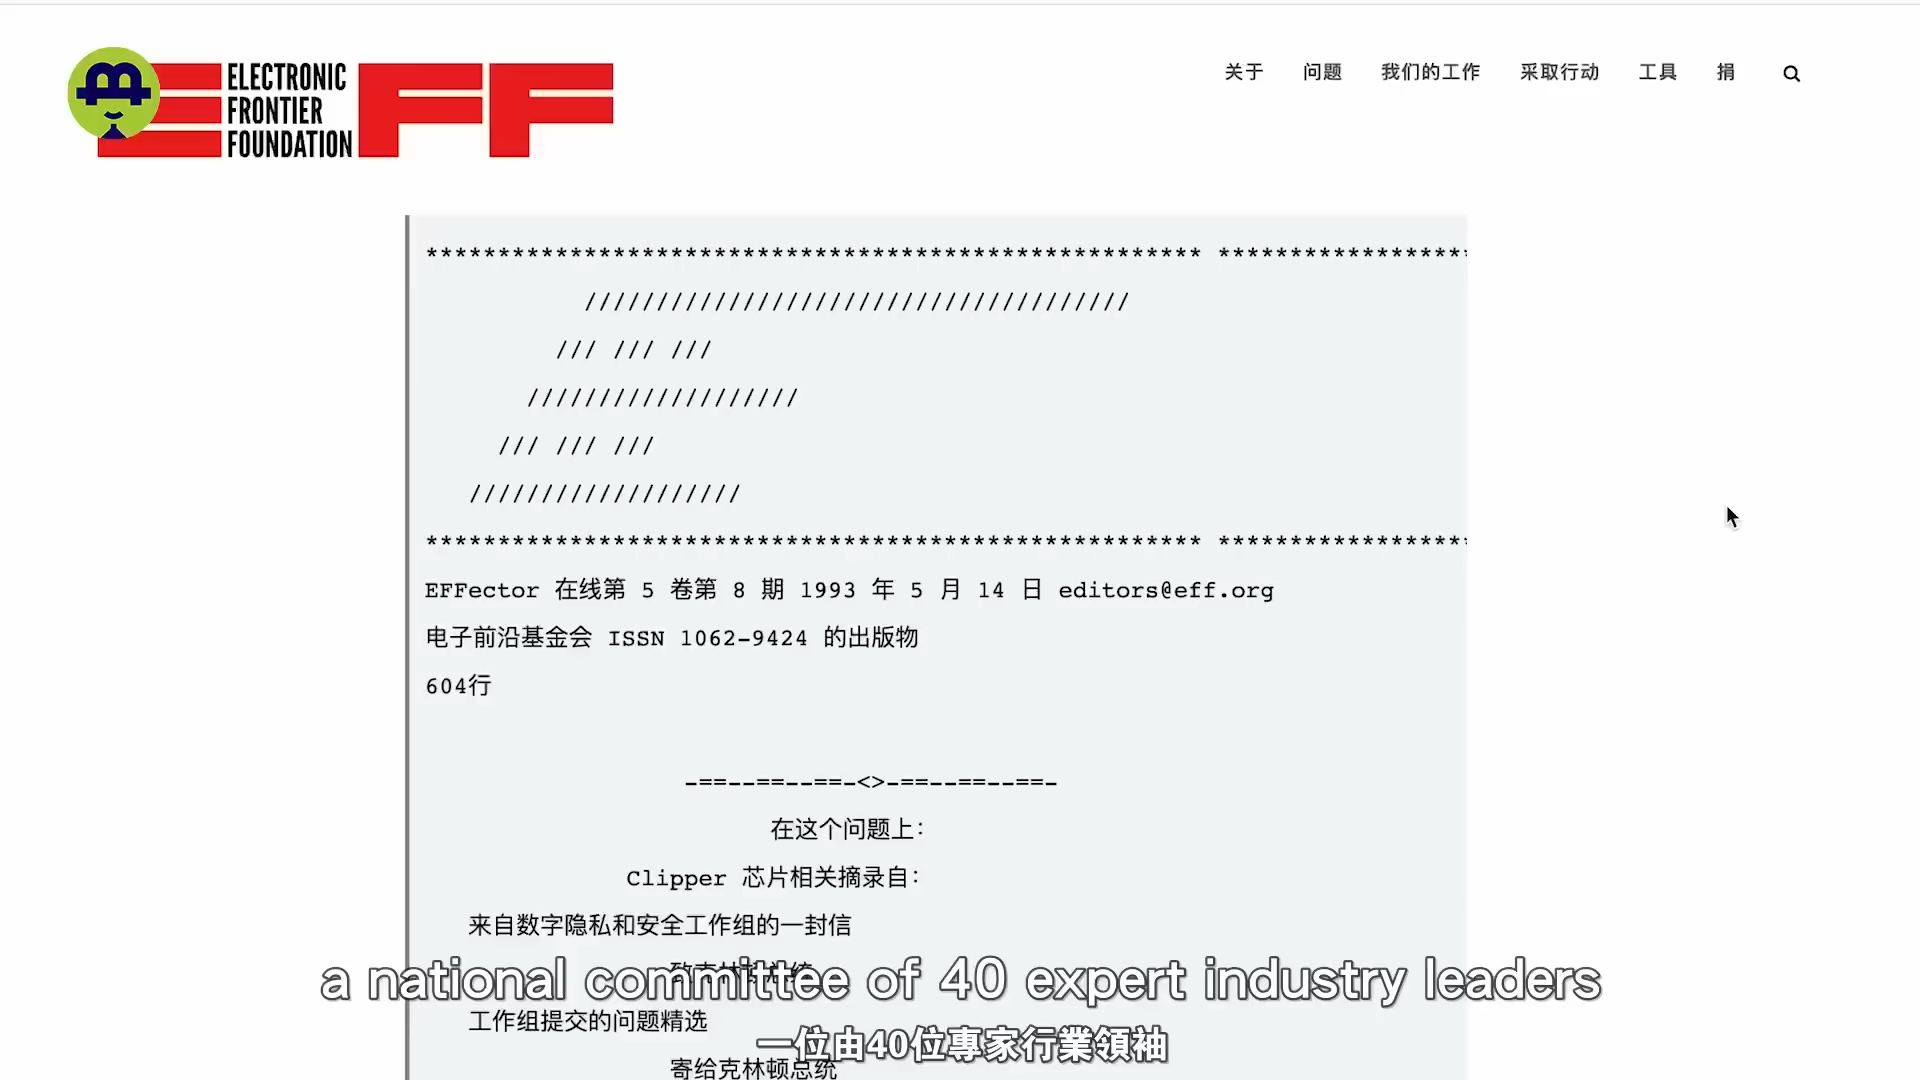 ELECTRONIC
FRONTIER
FOUNDATION
EFF
关于 问题 我们的工作 采取行动 工具 捐
****************************************************** ******************
//////////////////////////////////////
/// /// ///
///////////////////
/// /// ///
///////////////////
****************************************************** ******************
EFFector 在线第 5 卷第 8 期 1993 年 5 月 14 日 editors@eff.org
电子前沿基金会 ISSN 1062-9424 的出版物
604行
-==--==--==-<>-==--==--==-
在这个问题上：
Clipper 芯片相关摘录自：
来自数字隐私和安全工作组的一封信
致克林顿总统
a national committee of 40 expert industry leaders
工作组提交的问题精选
一位由40位專家行業領袖
寄给克林顿总统